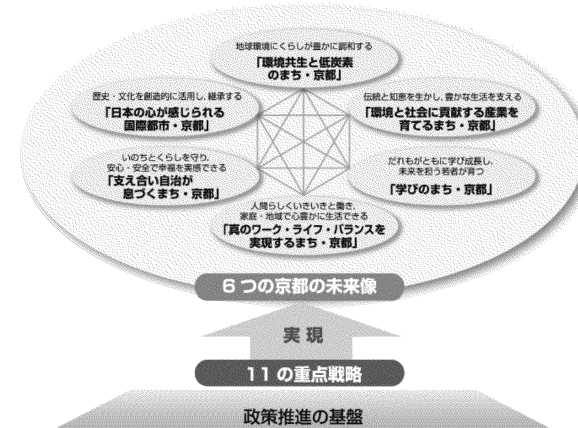 地球環境にくらしが豊かに調和する
「環境共生と低炭素
のまち・京都」
歴史・文化を創造的に活用し、継承する
「日本の心が感じられる
国際都市・京都」
伝統と知恵を生かし、豊かな生活を支える
「環境と社会に貢献する産業を
育てるまち・京都」
いのちとくらしを守り、
安心・安全で幸福を実感できる
「支え合い自治が
息づくまち・京都」
だれもがともに学び成長し、
未来を担う若者が育つ
「学びのまち・京都」
人間らしくいきいきと働き、
家庭・地域で心豊かに生活できる
「真のワーク・ライフ・バランスを
実現するまち・京都」
6つの京都の未来像
実現
11の重点戦略
政策推進の基盤